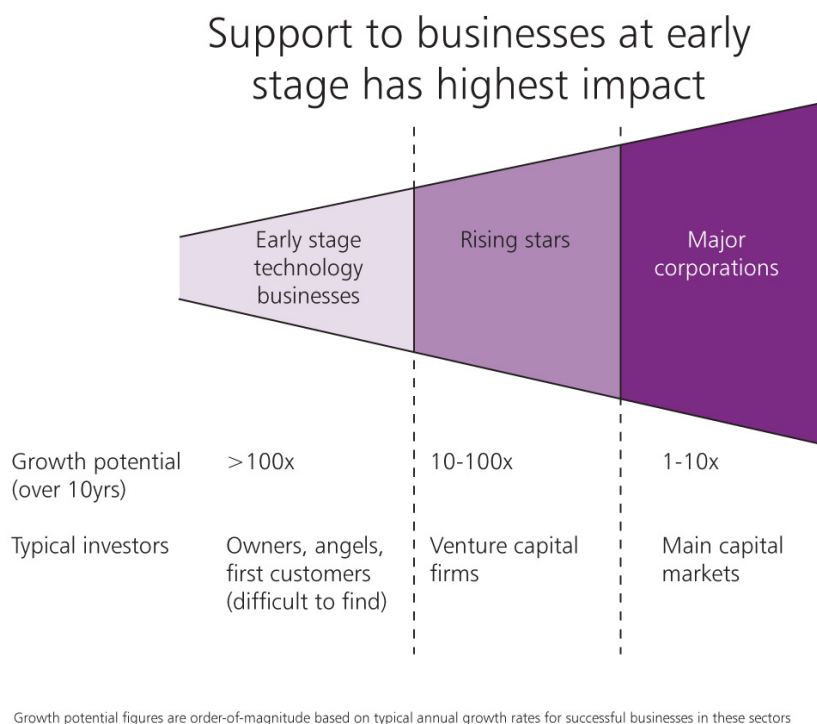 Support to businesses at early
stage has highest impact
Early stage
technology
businesses
Rising stars
Major
corporations
Growth potential
(over 10yrs)
>100x
10-100x
1-10x
Typical investors
Owners, angels,
first customers
(difficult to find)
Venture capital
firms
Main capital
markets
Growth potential figures are order-of-magnitude based on typical annual growth rates for successful businesses in these sectors